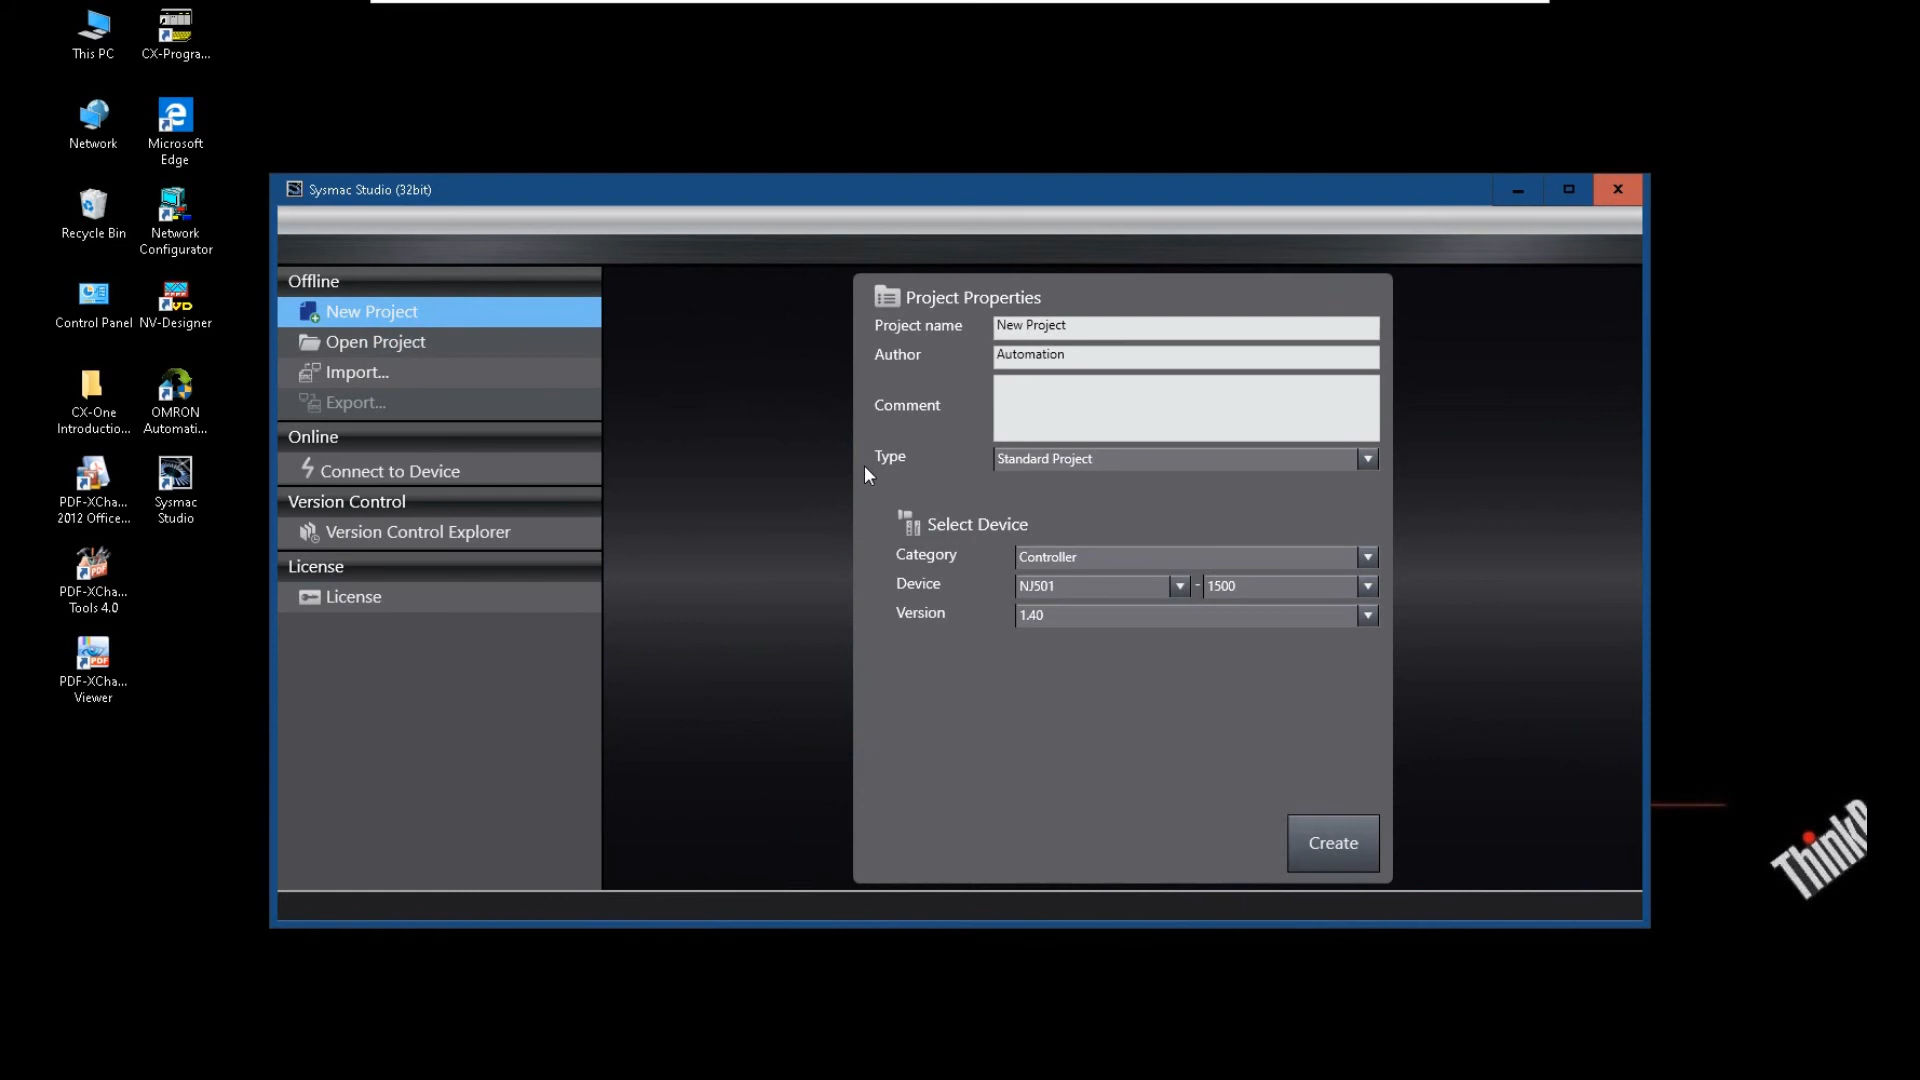 This PC
CX-Progra...
Network
Microsoft
Edge
Recycle Bin
Network
Configurator
Control Panel
NV-Designer
CX-One
Introductio...
OMRON
Automati...
PDF-XCha...
2012 Office...
Sysmac
Studio
PDF-XCha...
Tools 4.0
PDF-XCha...
Viewer
Sysmac Studio (32bit)
Offline
New Project
Open Project
Import...
Export...
Online
Connect to Device
Version Control
Version Control Explorer
License
License
Project Properties
Project name
New Project
Author
Automation
Comment
Type
Standard Project
Select Device
Category
Controller
Device
NJ501
-
1500
Version
1.40
Create
ThinkP